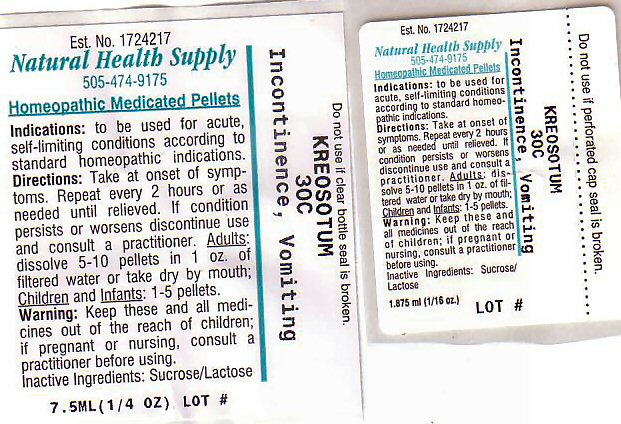 Est. No. 1724217
Natural Health Supply
505-474-9175
Homeopathic Medicated Pellets
Indications: to be used for acute,
self-limiting conditions according to
standard homeopathic indications.
Directions: Take at onset of symp-
toms. Repeat every 2 hours or as
needed until relieved. If condition
persists or worsens discontinue use
and consult a practitioner. Adults:
dissolve 5-10 pellets in 1 oz. of
filtered water or take dry by mouth;
Children and Infants: 1-5 pellets.
Warning: Keep these and all medi-
cines out of the reach of children;
if pregnant or nursing, consult a
practitioner before using.
Inactive Ingredients: Sucrose/Lactose
7.5ML(1/4 OZ) LOT #
Do not use if clear bottle seal is broken.
KREOSOTUM
30C
Incontinence, Vomiting
Est. No. 1724217
Natural Health Supply
505-474-9175
Homeopathic Medicated Pellets
Indications: to be used for
acute, self-limiting conditions
according to standard homeo-
pathic indications.
Directions: Take at onset of
symptoms. Repeat every 2 hours
or as needed until relieved. If
condition persists or worsens
discontinue use and consult a
practitioner. Adults: dis-
solve 5-10 pellets in 1 oz. of fil-
tered water or take dry by mouth;
Children and Infants: 1-5 pellets.
Warning: Keep these and
all medicines out of the reach
of children; if pregnant or
nursing, consult a practitioner
before using.
Inactive Ingredients: Sucrose/
Lactose
1.875 ml (1/16 oz.) LOT #
Do not use if perforated cap seal is broken.
KREOSOTUM
30C
Incontinence, Vomiting